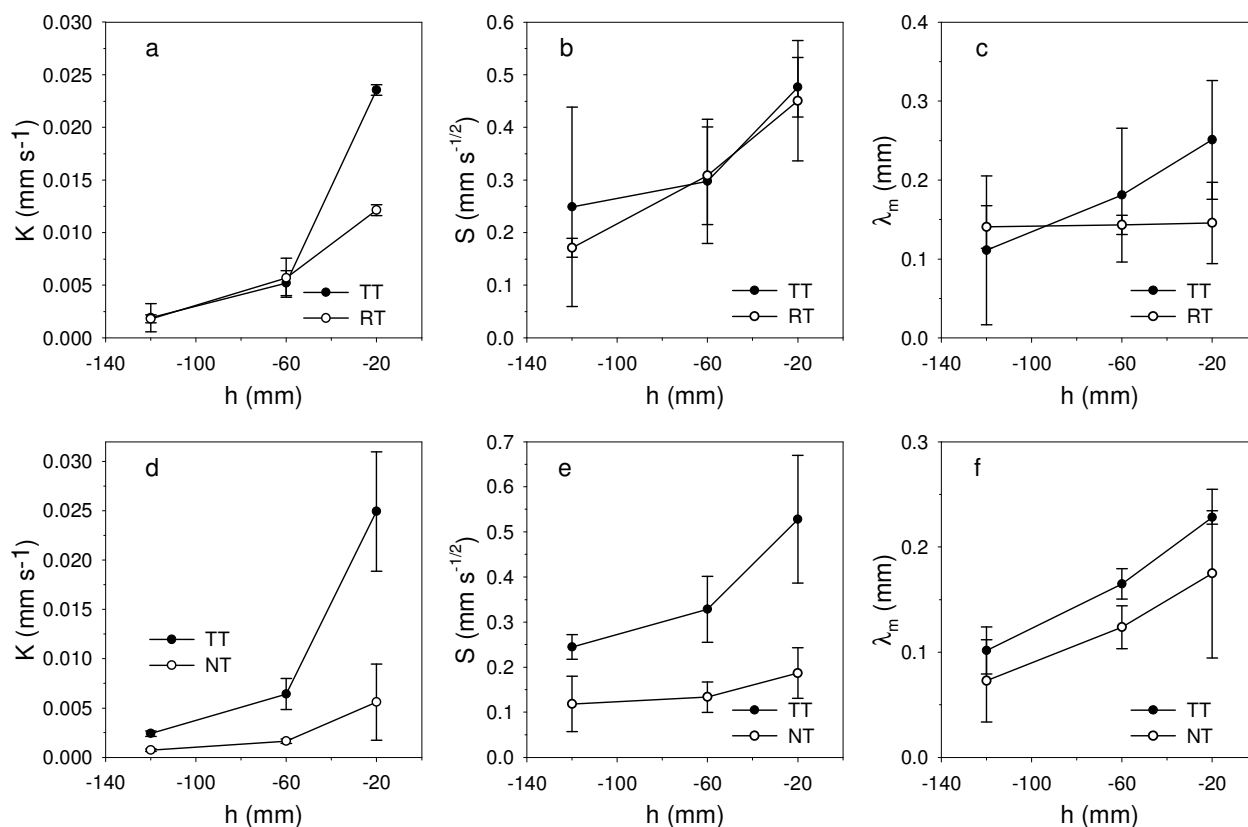 a
K (mm s-1)
0.030
0.025
0.020
0.015
0.010
0.005
0.000
TT
RT
-140 -100 -60 -20
h (mm)
b
S (mm s-1/2)
0.6
0.5
0.4
0.3
0.2
0.1
0.0
TT
RT
-140 -100 -60 -20
h (mm)
c
λm (mm)
0.4
0.3
0.2
0.1
0.0
TT
RT
-140 -100 -60 -20
h (mm)
d
K (mm s-1)
0.030
0.025
0.020
0.015
0.010
0.005
0.000
TT
NT
-140 -100 -60 -20
h (mm)
e
S (mm s-1/2)
0.7
0.6
0.5
0.4
0.3
0.2
0.1
0.0
TT
NT
-140 -100 -60 -20
h (mm)
f
λm (mm)
0.3
0.2
0.1
0.0
TT
NT
-140 -100 -60 -20
h (mm)